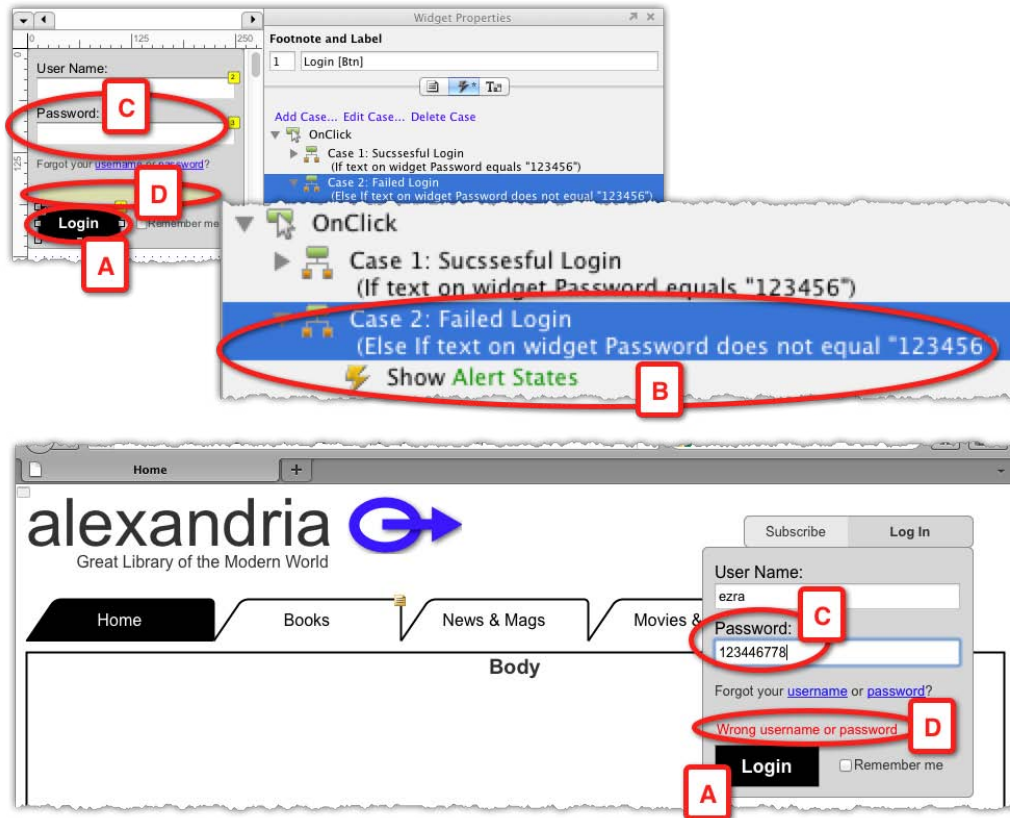 Widget Properties
0 125 250
Footnote and Label
1 Login [Btn]
User Name:
2
Password:
C
3
Add Case... Edit Case... Delete Case
OnClick
Case 1: Sucssesful Login
(If text on widget Password equals "123456")
Case 2: Failed Login
(Else If text on widget Password does not equal "123456")
Forgot your username or password?
125
D
Login
Remember me
A
OnClick
Case 1: Sucssesful Login
(If text on widget Password equals "123456")
Case 2: Failed Login
(Else If text on widget Password does not equal "123456")
Show Alert States
B
Home
+
alexandria
Great Library of the Modern World
Subscribe Log In
User Name:
ezra
Password:
C
123446778
Home Books News & Mags Movies &
Body
Forgot your username or password?
Wrong username or password
D
Login
Remember me
A